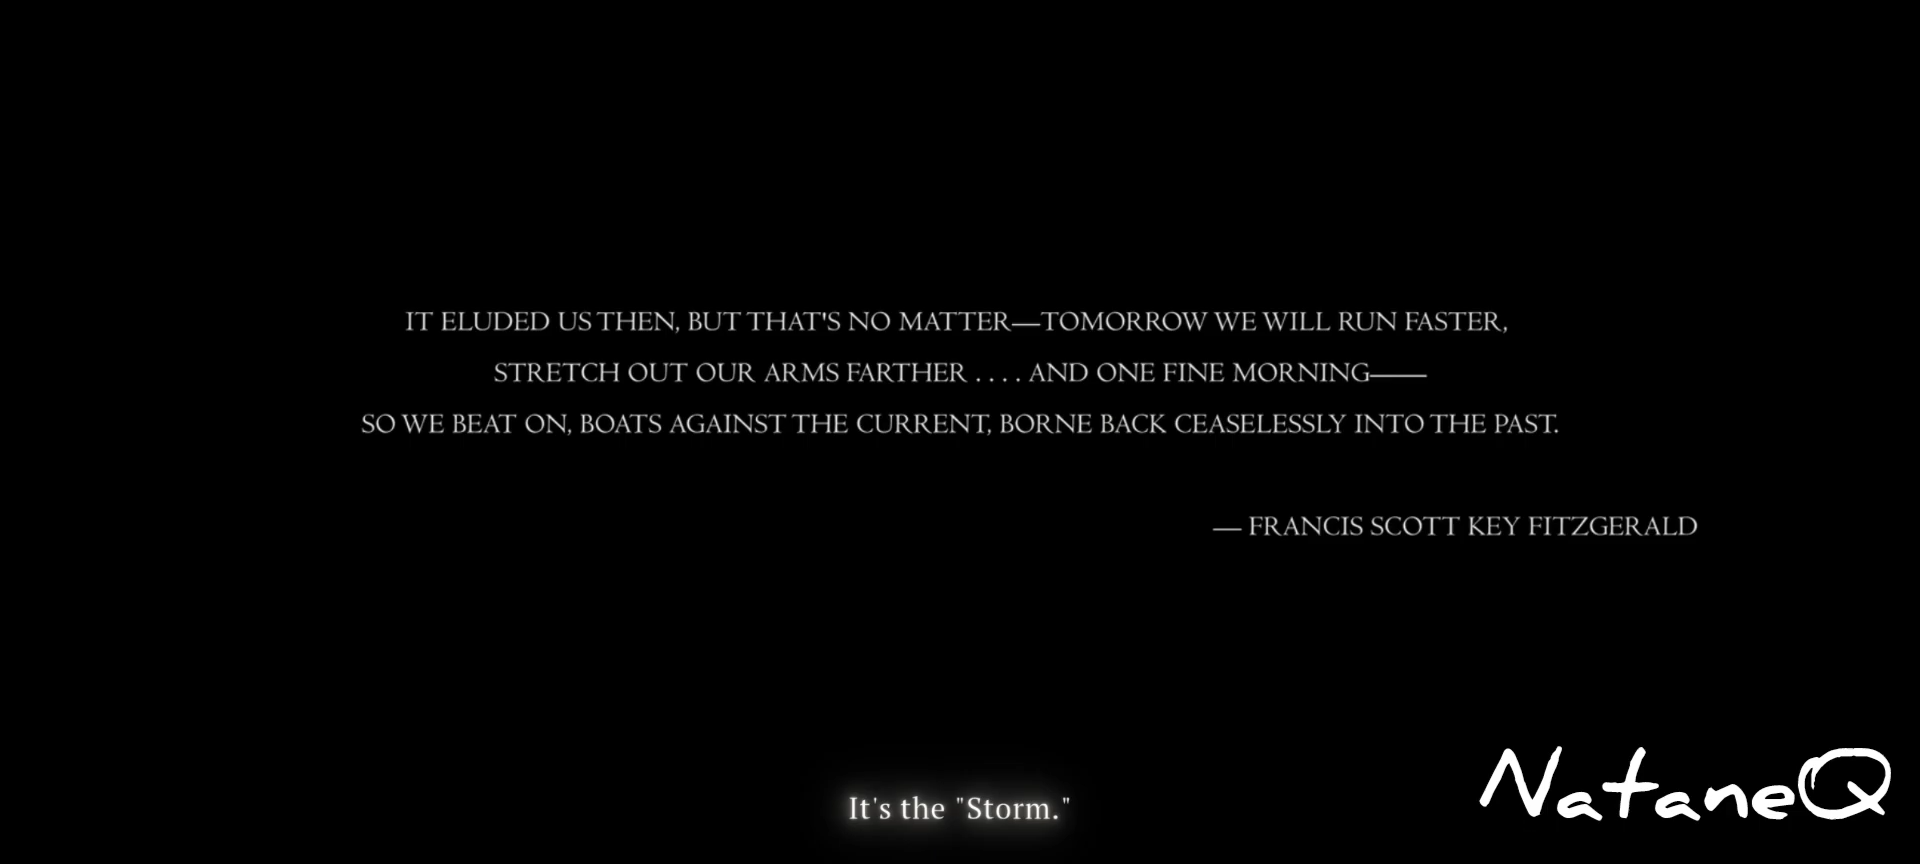 IT ELUDED US THEN, BUT THAT'S NO MATTER—TOMORROW WE WILL RUN FASTER,
STRETCH OUT OUR ARMS FARTHER . . . . AND ONE FINE MORNING——
SO WE BEAT ON, BOATS AGAINST THE CURRENT, BORNE BACK CEASELESSLY INTO THE PAST.
— FRANCIS SCOTT KEY FITZGERALD
It's the "Storm."
NataneQ